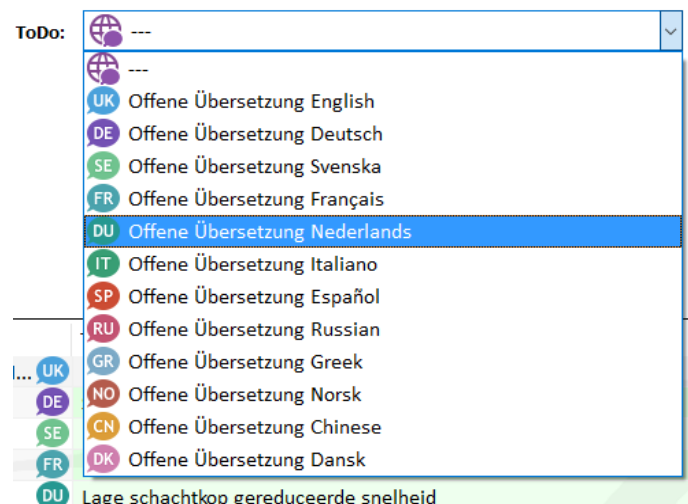 ToDo: ---
---
UK Offene Übersetzung English
DE Offene Übersetzung Deutsch
SE Offene Übersetzung Svenska
FR Offene Übersetzung Français
DU Offene Übersetzung Nederlands
IT Offene Übersetzung Italiano
SP Offene Übersetzung Español
RU Offene Übersetzung Russian
GR Offene Übersetzung Greek
NO Offene Übersetzung Norsk
CN Offene Übersetzung Chinese
DK Offene Übersetzung Dansk
... UK
DE
SE
FR
DU Lage schachtkop gereduceerde snelheid